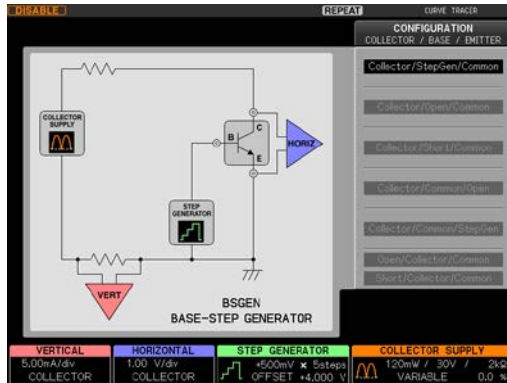 DISABLE REPEAT CURVE TRACER
CONFIGURATION
COLLECTOR / BASE / EMITTER
Collector/StepGen/Common
Collector/Open/Common
Collector/Short/Common
Collector/Common/Open
Collector/Common/StepGen
Open/Collector/Common
Short/Collector/Common
COLLECTOR
SUPPLY
C
B
E
HORIZ
STEP
GENERATOR
VERT
BSGEN
BASE-STEP GENERATOR
VERTICAL HORIZONTAL STEP GENERATOR COLLECTOR SUPPLY
5.00mA/div 1.00 V/div +500mV × 5steps 120mW / 30V / 2kΩ
COLLECTOR COLLECTOR OFFSET +4.000 V VARIABLE 0.0 %